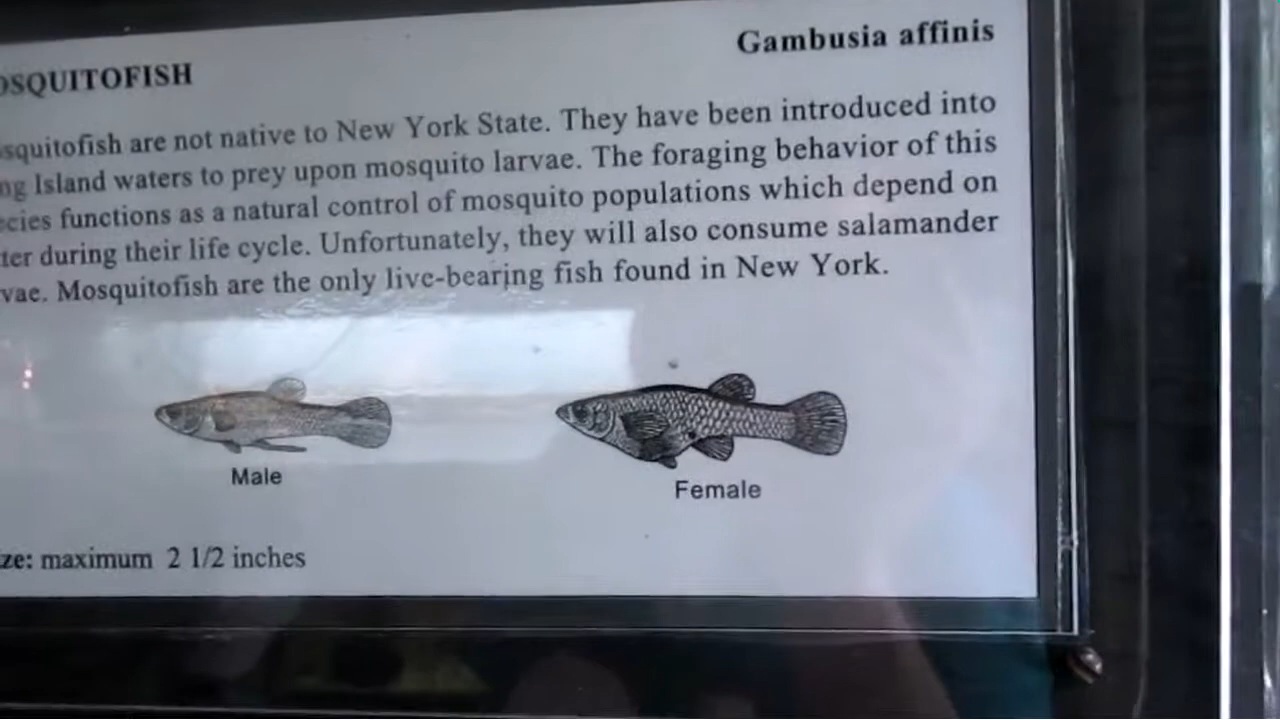 OSQUITOFISH
Gambusia affinis
squitofish are not native to New York State. They have been introduced into
ng Island waters to prey upon mosquito larvae. The foraging behavior of this
cies functions as a natural control of mosquito populations which depend on
ter during their life cycle. Unfortunately, they will also consume salamander
vae. Mosquitofish are the only live-bearing fish found in New York.
Male
Female
ze: maximum 2 1/2 inches